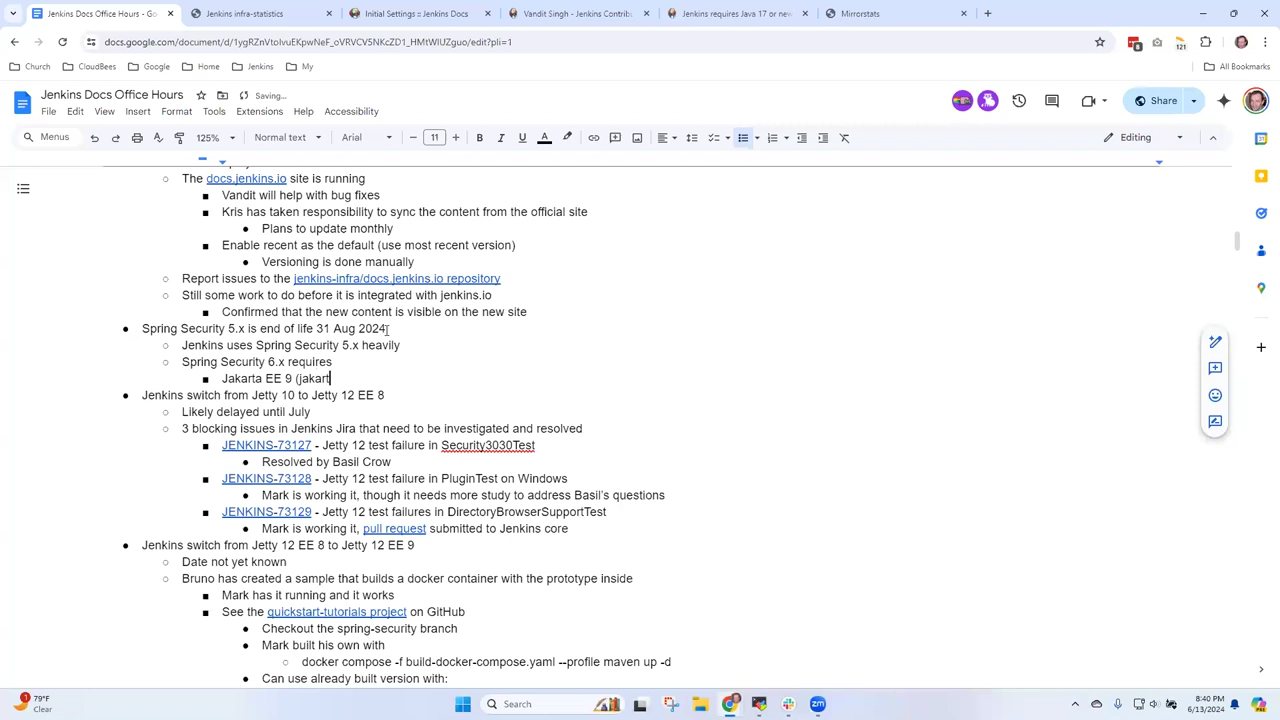 Jenkins Docs Office Hours - Go
Jenkins infra-statistics
Initial Settings :: Jenkins Docs
Vandit Singh - Jenkins Contribu
Jenkins requires Java 17 or new
Mirrorstats
docs.google.com/document/d/1ygRZnVtoIvuEKpwNeF_oVRVCV5NKcZD1_HMtWlUZguo/edit?pli=1
Church
CloudBees
Google
Home
Jenkins
My
All Bookmarks
Jenkins Docs Office Hours
Saving...
File Edit View Insert Format Tools Extensions Help Accessibility
Share
Menus
125%
Normal text
Arial
11
Editing
The docs.jenkins.io site is running
Vandit will help with bug fixes
Kris has taken responsibility to sync the content from the official site
Plans to update monthly
Enable recent as the default (use most recent version)
Versioning is done manually
Report issues to the jenkins-infra/docs.jenkins.io repository
Still some work to do before it is integrated with jenkins.io
Confirmed that the new content is visible on the new site
Spring Security 5.x is end of life 31 Aug 2024
Jenkins uses Spring Security 5.x heavily
Spring Security 6.x requires
Jakarta EE 9 (jakart
Jenkins switch from Jetty 10 to Jetty 12 EE 8
Likely delayed until July
3 blocking issues in Jenkins Jira that need to be investigated and resolved
JENKINS-73127 - Jetty 12 test failure in Security3030Test
Resolved by Basil Crow
JENKINS-73128 - Jetty 12 test failure in PluginTest on Windows
Mark is working it, though it needs more study to address Basil's questions
JENKINS-73129 - Jetty 12 test failures in DirectoryBrowserSupportTest
Mark is working it, pull request submitted to Jenkins core
Jenkins switch from Jetty 12 EE 8 to Jetty 12 EE 9
Date not yet known
Bruno has created a sample that builds a docker container with the prototype inside
Mark has it running and it works
See the quickstart-tutorials project on GitHub
Checkout the spring-security branch
Mark built his own with
docker compose -f build-docker-compose.yaml --profile maven up -d
Can use already built version with:
79°F
Clear
Search
8:40 PM
6/13/2024